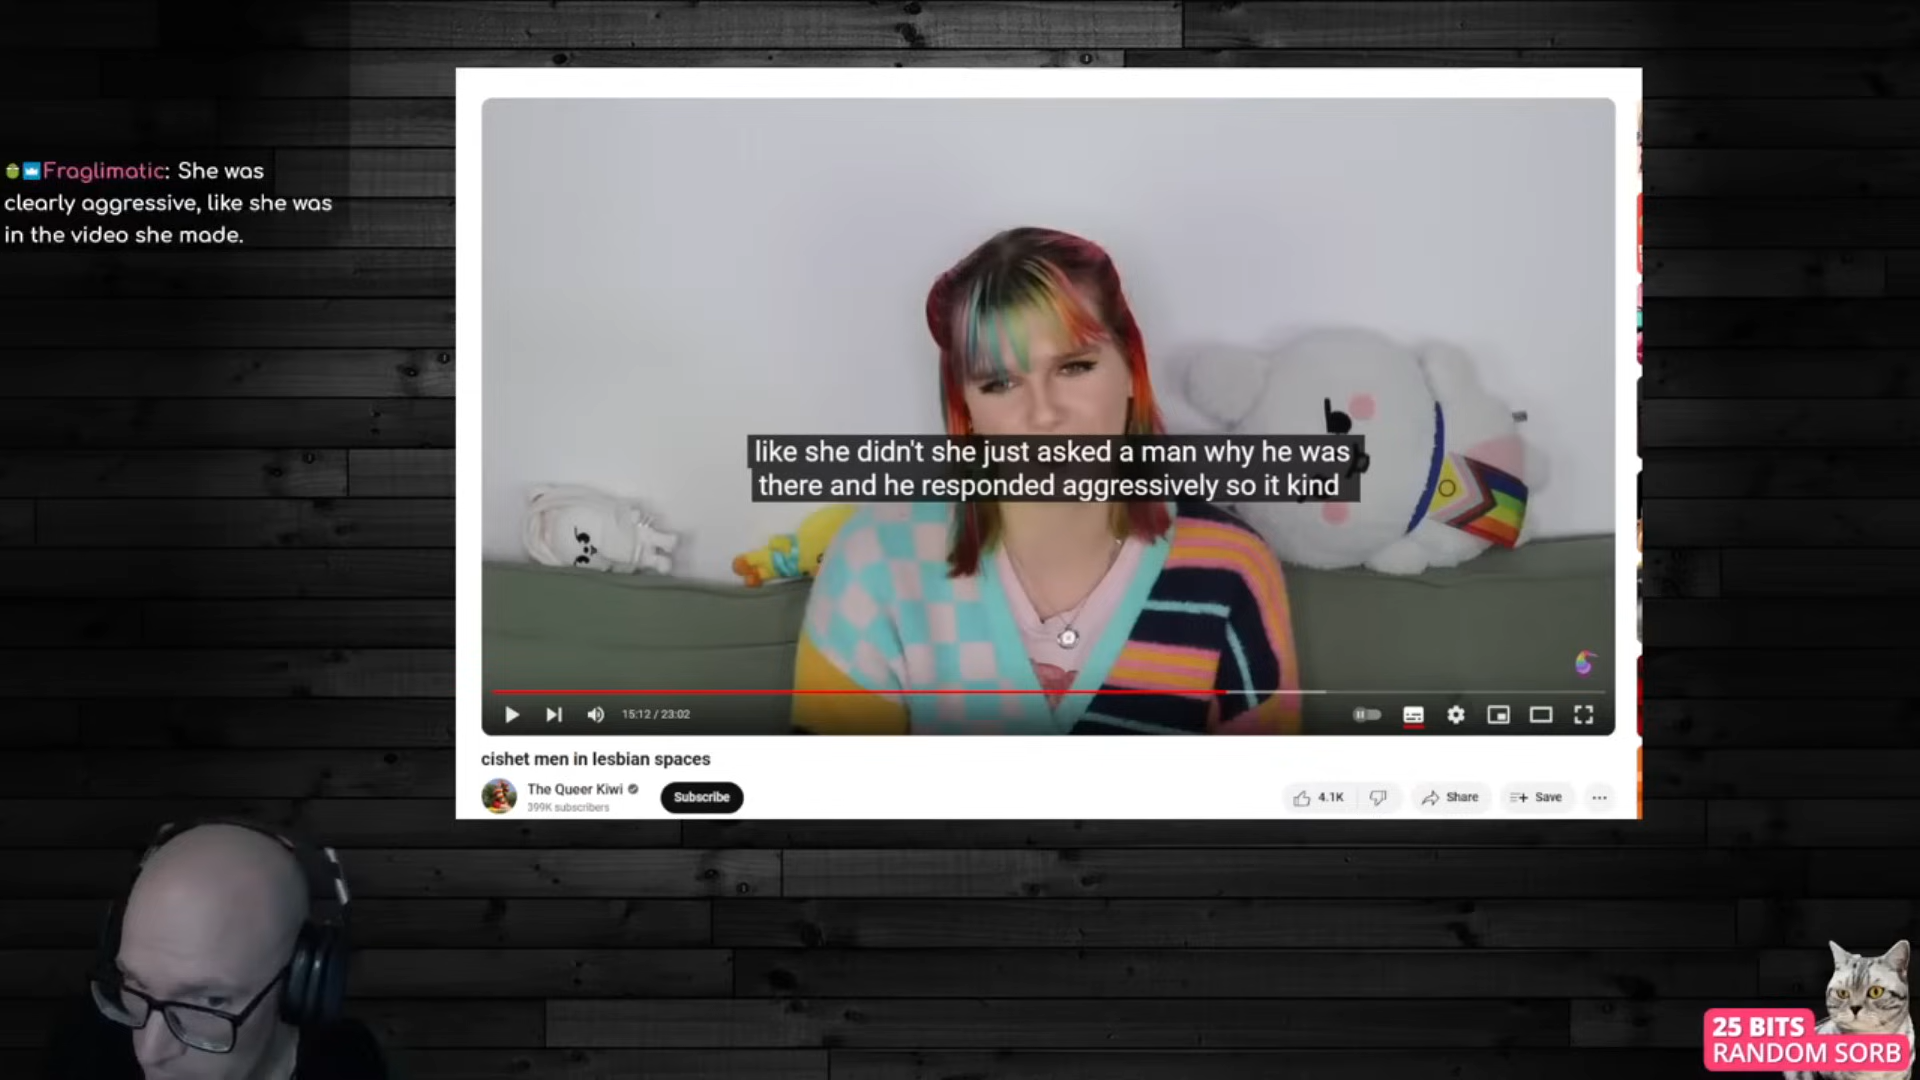 Fraglimatic: She was
clearly aggressive, like she was
in the video she made.
like she didn't she just asked a man why he was
there and he responded aggressively so it kind
15:12 / 23:02
cishet men in lesbian spaces
The Queer Kiwi
399K subscribers
Subscribe
4.1K
Share
Save
25 BITS
RANDOM SORB